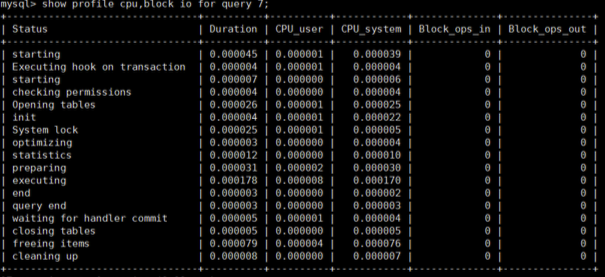 mysql> show profile cpu,block io for query 7;
+--------------------------------+----------+----------+------------+--------------+---------------+
| Status                         | Duration | CPU_user | CPU_system | Block_ops_in | Block_ops_out |
+--------------------------------+----------+----------+------------+--------------+---------------+
| starting                       | 0.000045 | 0.000001 | 0.000039 | 0 | 0 |
| Executing hook on transaction  | 0.000004 | 0.000001 | 0.000004 | 0 | 0 |
| starting                       | 0.000007 | 0.000000 | 0.000006 | 0 | 0 |
| checking permissions           | 0.000004 | 0.000000 | 0.000004 | 0 | 0 |
| Opening tables                 | 0.000026 | 0.000001 | 0.000025 | 0 | 0 |
| init                           | 0.000004 | 0.000001 | 0.000022 | 0 | 0 |
| System lock                    | 0.000025 | 0.000001 | 0.000005 | 0 | 0 |
| optimizing                     | 0.000003 | 0.000000 | 0.000004 | 0 | 0 |
| statistics                     | 0.000012 | 0.000000 | 0.000010 | 0 | 0 |
| preparing                      | 0.000031 | 0.000002 | 0.000030 | 0 | 0 |
| executing                      | 0.000178 | 0.000008 | 0.000170 | 0 | 0 |
| end                            | 0.000003 | 0.000000 | 0.000002 | 0 | 0 |
| query end                      | 0.000003 | 0.000000 | 0.000003 | 0 | 0 |
| waiting for handler commit     | 0.000005 | 0.000001 | 0.000004 | 0 | 0 |
| closing tables                 | 0.000005 | 0.000000 | 0.000005 | 0 | 0 |
| freeing items                  | 0.000079 | 0.000004 | 0.000076 | 0 | 0 |
| cleaning up                    | 0.000008 | 0.000000 | 0.000007 | 0 | 0 |
+--------------------------------+----------+----------+------------+--------------+---------------+